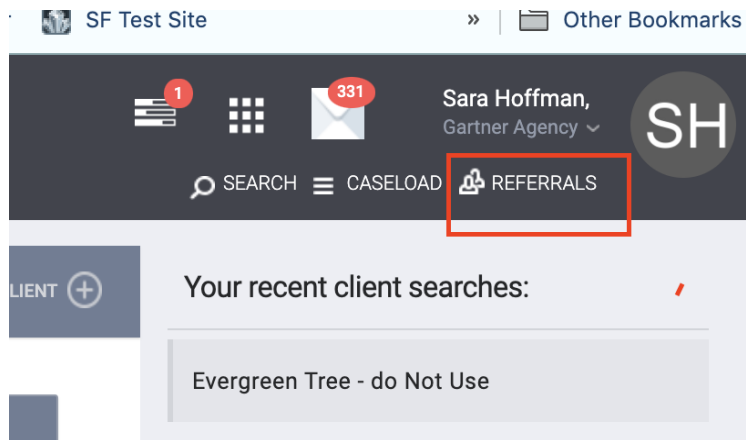 SF Test Site
»
Other Bookmarks
1
331
Sara Hoffman,
Gartner Agency
SH
SEARCH
CASELOAD
REFERRALS
LIENT
Your recent client searches:
Evergreen Tree - do Not Use